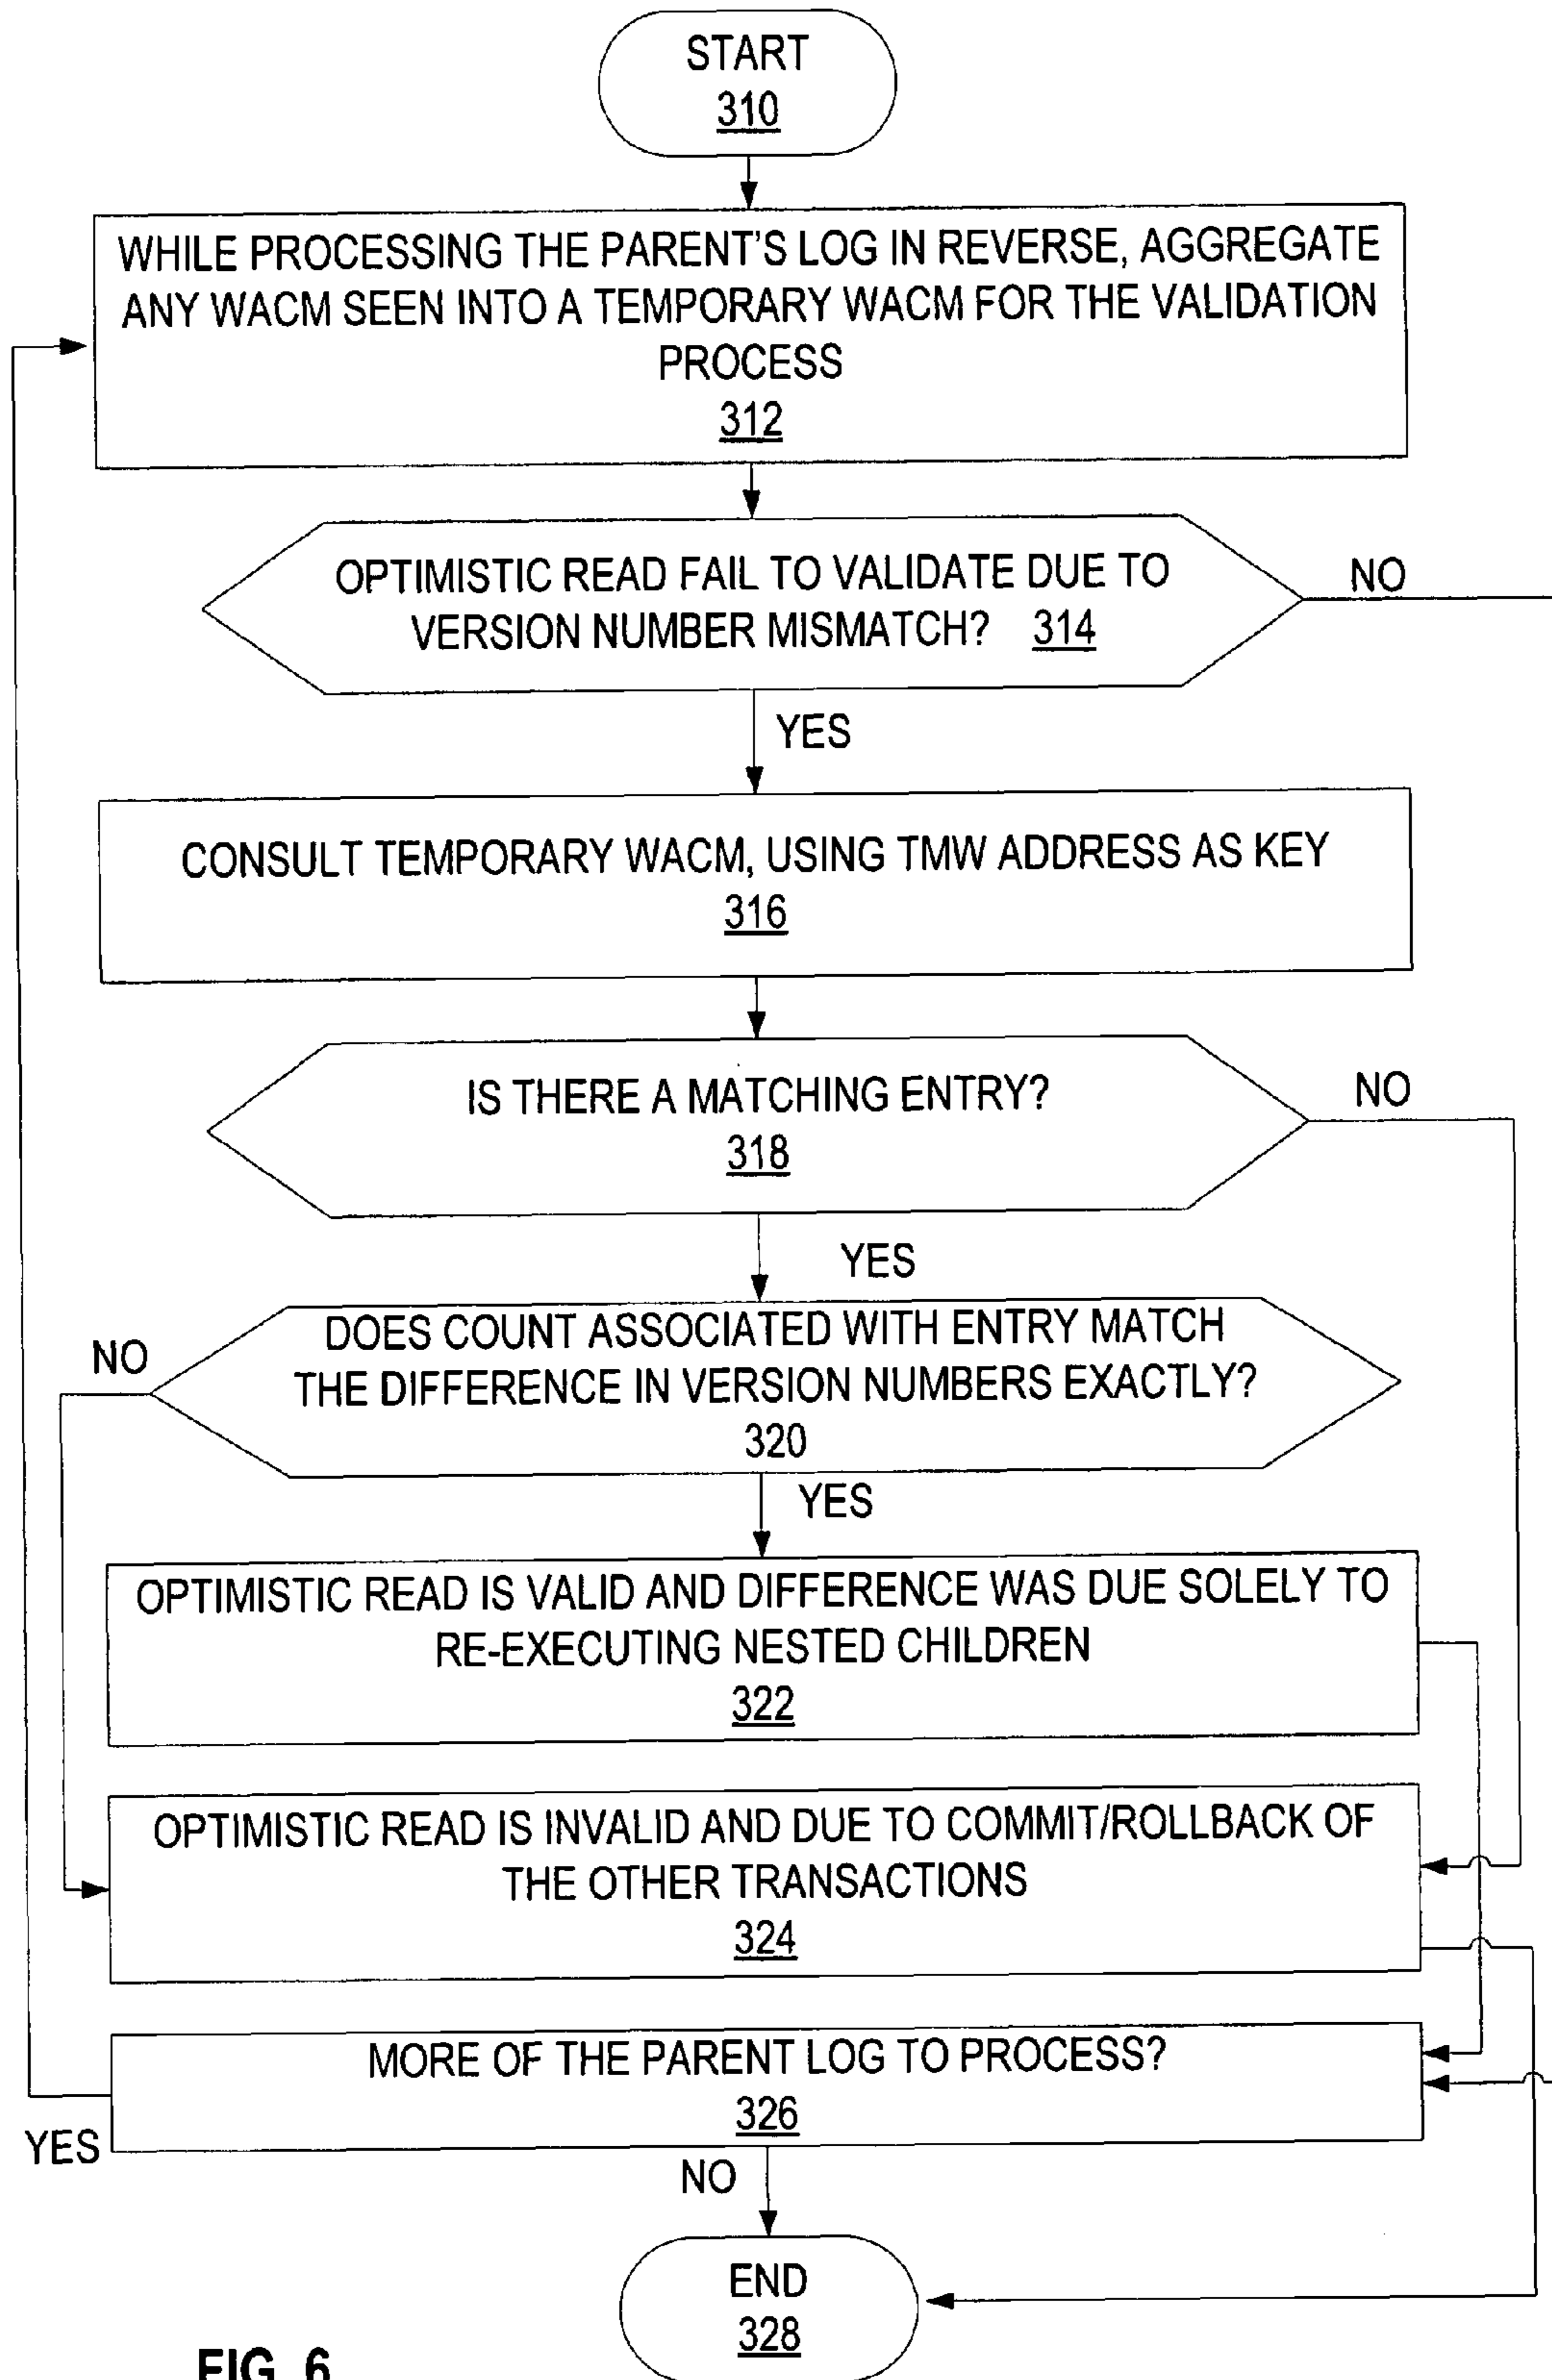 START
310
WHILE PROCESSING THE PARENT'S LOG IN REVERSE, AGGREGATE
ANY WACM SEEN INTO A TEMPORARY WACM FOR THE VALIDATION
PROCESS
312
OPTIMISTIC READ FAIL TO VALIDATE DUE TO
VERSION NUMBER MISMATCH? 314
NO
YES
CONSULT TEMPORARY WACM, USING TMW ADDRESS AS KEY
316
IS THERE A MATCHING ENTRY?
318
NO
YES
DOES COUNT ASSOCIATED WITH ENTRY MATCH
THE DIFFERENCE IN VERSION NUMBERS EXACTLY?
320
NO
YES
OPTIMISTIC READ IS VALID AND DIFFERENCE WAS DUE SOLELY TO
RE-EXECUTING NESTED CHILDREN
322
OPTIMISTIC READ IS INVALID AND DUE TO COMMIT/ROLLBACK OF
THE OTHER TRANSACTIONS
324
MORE OF THE PARENT LOG TO PROCESS?
326
YES
NO
END
328
FIG. 6